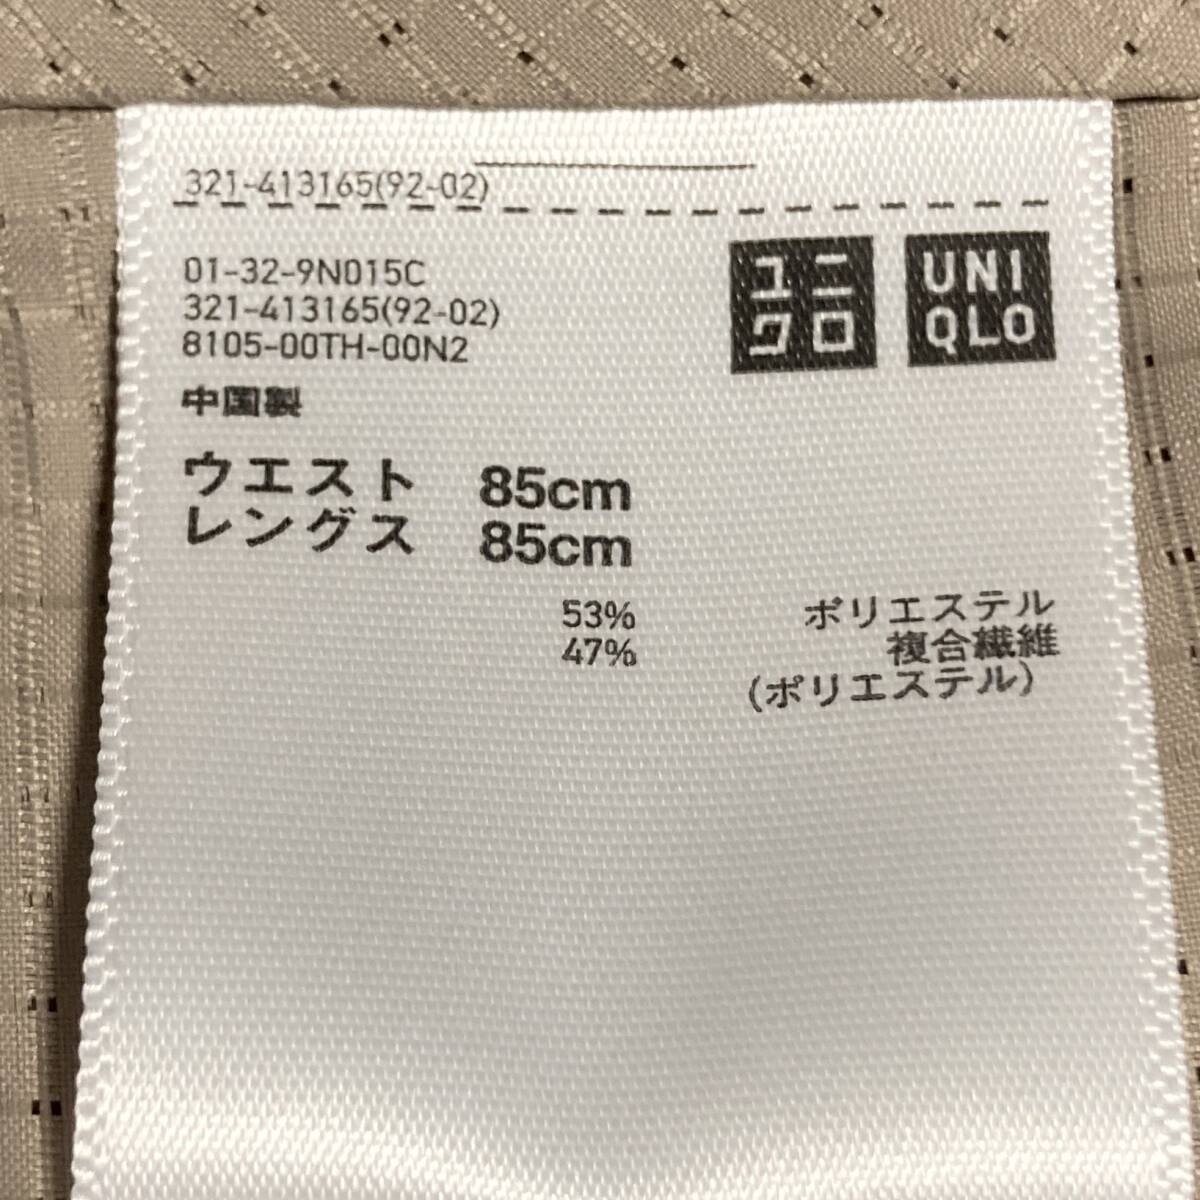 321-413165(92-02)
01-32-9N015C
321-413165(92-02)
8105-00TH-00N2
中国製
ユニ
クロ
UNI
QLO
ウエスト 85cm
レングス 85cm
53% ポリエステル
47% 複合繊維
(ポリエステル)